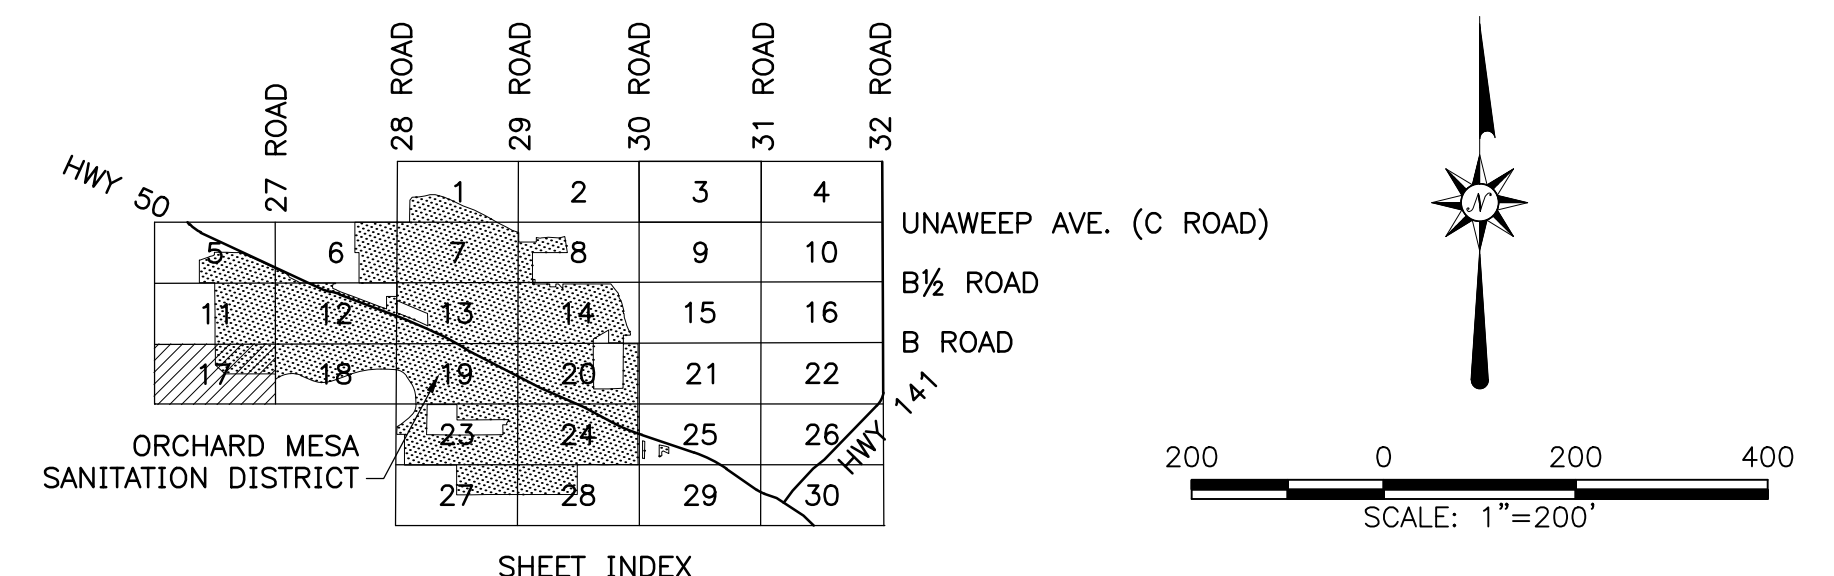 28 ROAD
29 ROAD
30 ROAD
31 ROAD
32 ROAD
27 ROAD
HWY 50
1 2 3 4
UNAWEEP AVE. (C ROAD)
5 6 7 8 9 10
B½ ROAD
11 12 13 14 15 16
B ROAD
17 18 19 20 21 22
HWY 141
23 24 25 26
ORCHARD MESA
SANITATION DISTRICT
27 28 29 30
SHEET INDEX
N
200 0 200 400
SCALE: 1"=200'